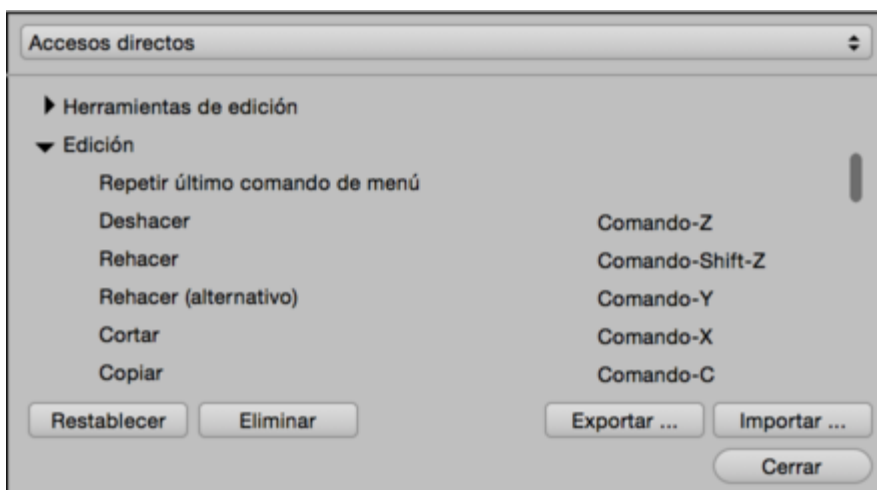 Accesos directos
Herramientas de edición
Edición
Repetir último comando de menú
Deshacer Comando-Z
Rehacer Comando-Shift-Z
Rehacer (alternativo) Comando-Y
Cortar Comando-X
Copiar Comando-C
Restablecer Eliminar Exportar ... Importar ...
Cerrar